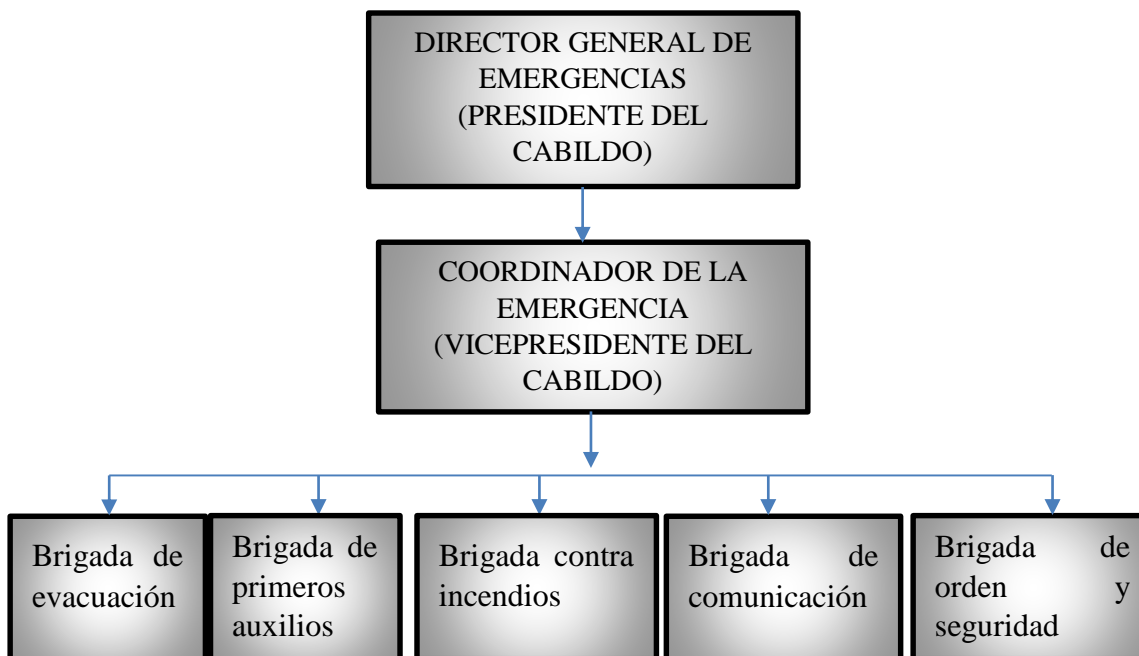 DIRECTOR GENERAL DE
EMERGENCIAS
(PRESIDENTE DEL
CABILDO)
COORDINADOR DE LA
EMERGENCIA
(VICEPRESIDENTE DEL
CABILDO)
Brigada de
evacuación
Brigada de
primeros
auxilios
Brigada contra
incendios
Brigada de
comunicación
Brigada de
orden y
seguridad